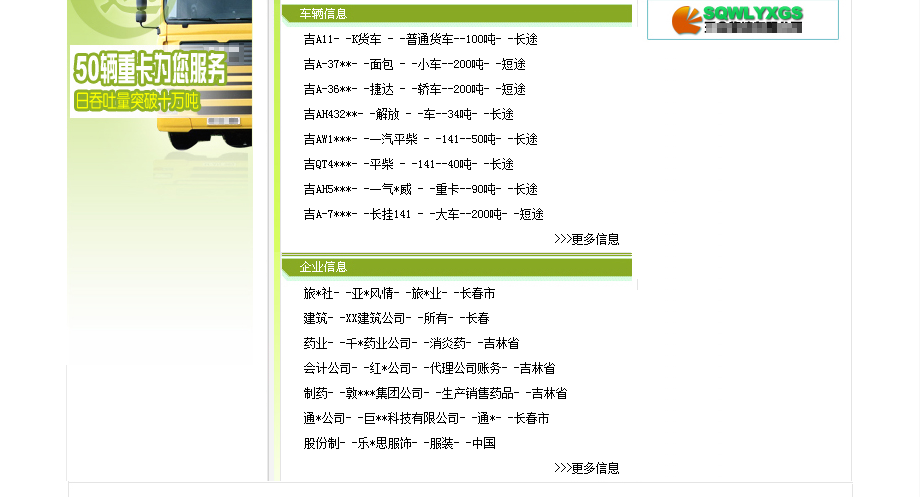 50辆重卡为您服务
日吞吐量突破十万吨
车辆信息
吉A11- -K货车 - -普通货车--100吨- -长途
吉A-37**- -面包 - -小车--200吨- -短途
吉A-36**- -捷达 - -轿车--200吨- -短途
吉AH432**- -解放 - -车--34吨- -长途
吉AW1***- -一汽平柴 - -141--50吨- -长途
吉QT4***- -平柴 - -141--40吨- -长途
吉AH5***- -一气*威 - -重卡--90吨- -长途
吉A-7***- -长挂141 - -大车--200吨- -短途
>>>更多信息
企业信息
旅*社- -亚*风情- -旅*业- -长春市
建筑- -XX建筑公司- -所有- -长春
药业- -千*药业公司- -消炎药- -吉林省
会计公司- -红*公司- -代理公司账务- -吉林省
制药- -敦***集团公司- -生产销售药品- -吉林省
通*公司- -巨**科技有限公司- -通*- -长春市
股份制- -乐*思服饰- -服装- -中国
>>>更多信息
SQWLYXGS